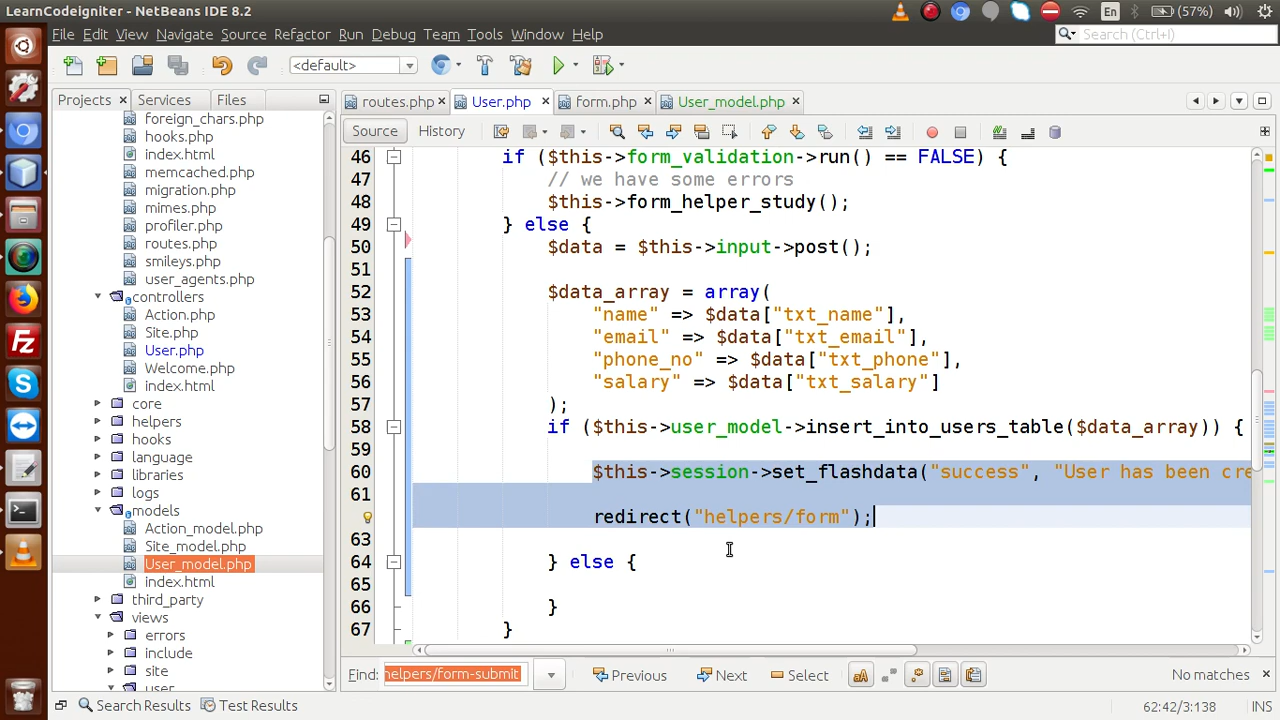 LearnCodeigniter - NetBeans IDE 8.2
En
(57%)
File Edit View Navigate Source Refactor Run Debug Team Tools Window Help
Search (Ctrl+I)
<default>
Projects Services Files
routes.php User.php form.php User_model.php
Source History
foreign_chars.php
hooks.php
index.html
memcached.php
migration.php
mimes.php
profiler.php
routes.php
smileys.php
user_agents.php
controllers
Action.php
Site.php
User.php
Welcome.php
index.html
core
helpers
hooks
language
libraries
logs
models
Action_model.php
Site_model.php
User_model.php
index.html
third_party
views
errors
include
site
user
46 if ($this->form_validation->run() == FALSE) {
47 // we have some errors
48 $this->form_helper_study();
49 } else {
50 $data = $this->input->post();
51
52 $data_array = array(
53 "name" => $data["txt_name"],
54 "email" => $data["txt_email"],
55 "phone_no" => $data["txt_phone"],
56 "salary" => $data["txt_salary"]
57 );
58 if ($this->user_model->insert_into_users_table($data_array)) {
59
60 $this->session->set_flashdata("success", "User has been cre
61
redirect("helpers/form");
63
64 } else {
65
66 }
67 }
Find: helpers/form-submit Previous Next Select No matches
Search Results Test Results 62:42/3:138 INS